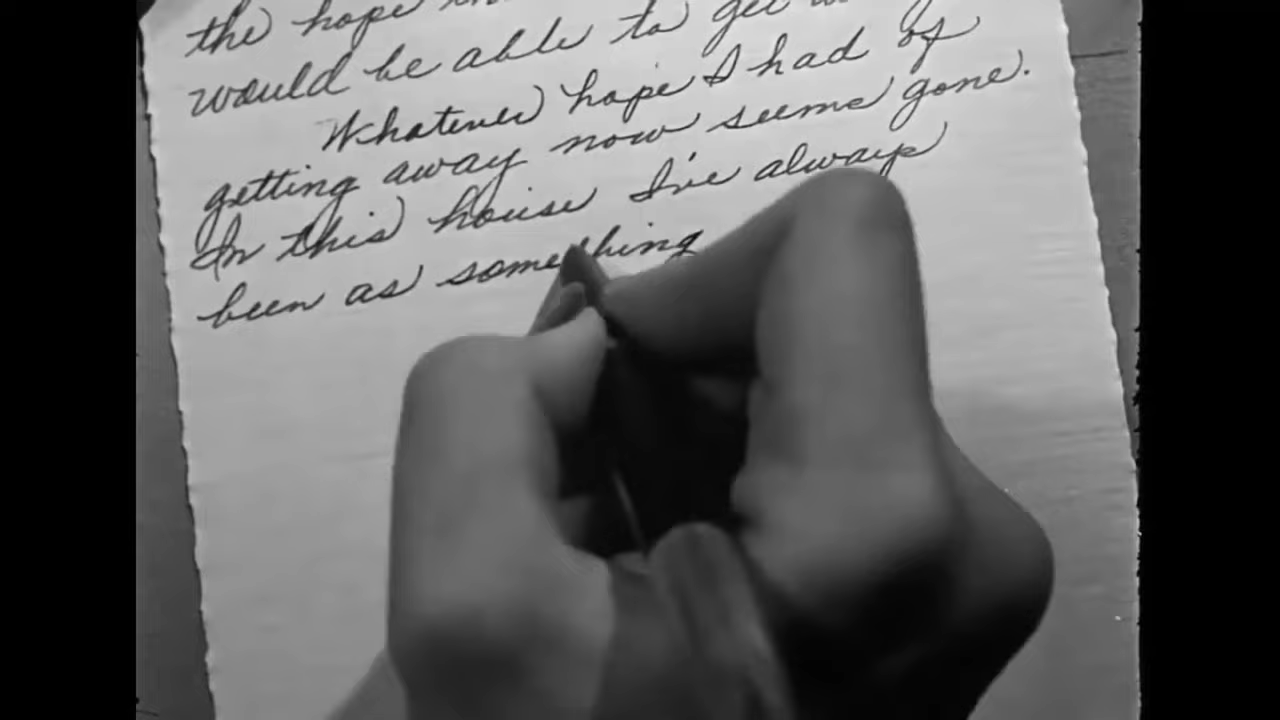 the hope
would be able to get
Whatever hope I had of
getting away now seems gone.
In this house I've always
been as something